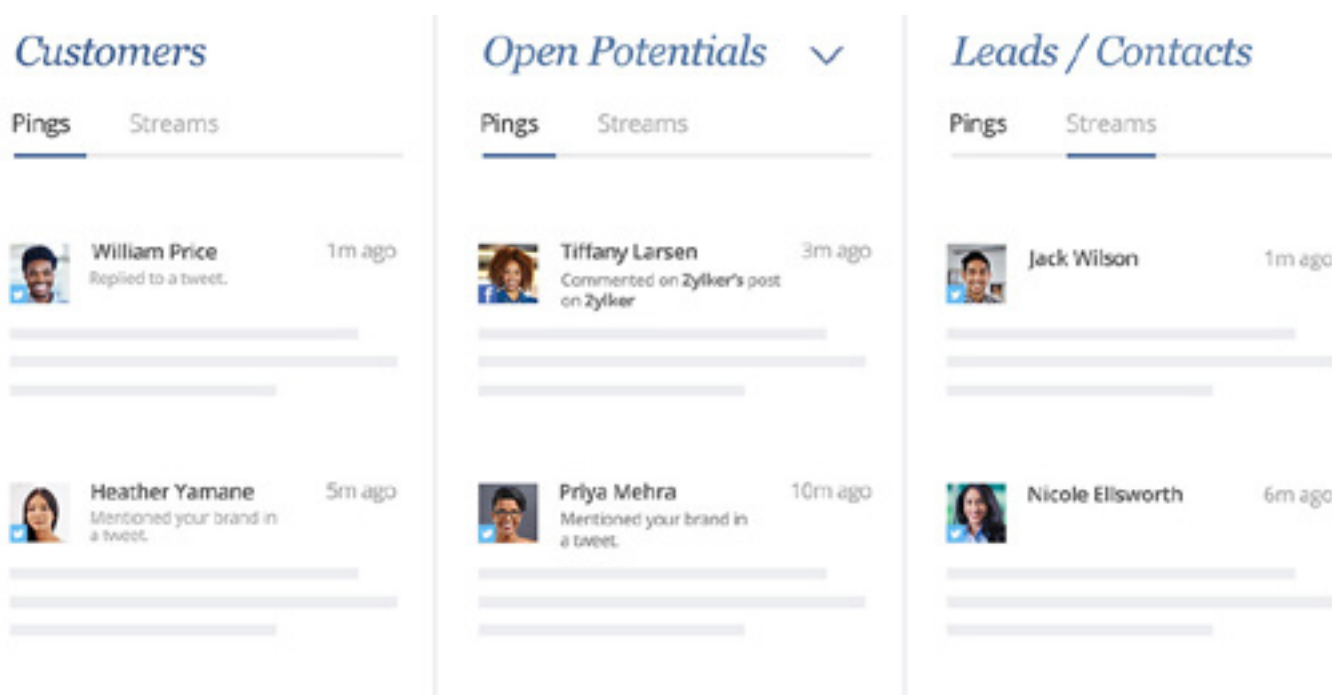 Customers
Pings Streams
William Price 1m ago
Replied to a tweet.
Heather Yamane 5m ago
Mentioned your brand in
a tweet.
Open Potentials
Pings Streams
Tiffany Larsen 3m ago
Commented on Zylker's post
on Zylker
Priya Mehra 10m ago
Mentioned your brand in
a tweet.
Leads / Contacts
Pings Streams
Jack Wilson 1m ago
Nicole Ellsworth 6m ago